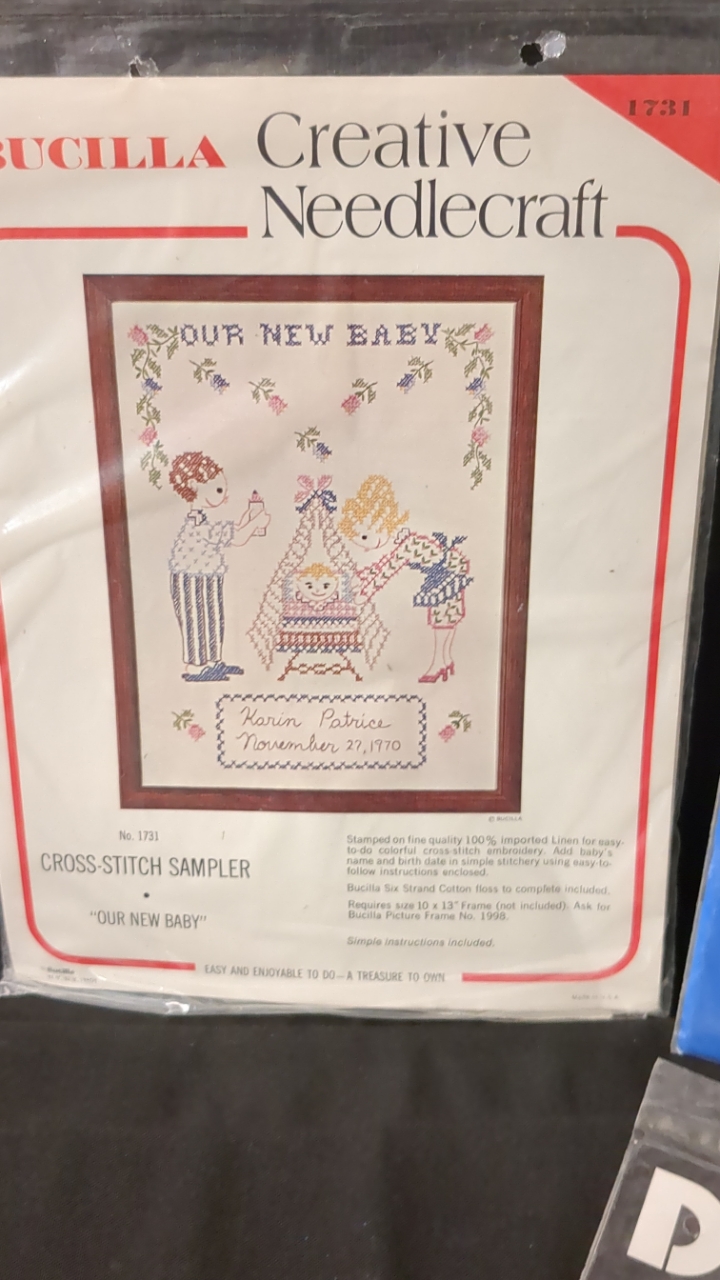 1731
BUCILLA
Creative
Needlecraft
OUR NEW BABY
Karin Patrice
November 27, 1970
© BUCILLA
No. 1731
CROSS-STITCH SAMPLER
•
"OUR NEW BABY"
Stamped on fine quality 100% Imported Linen for easy-
to-do colorful cross-stitch embroidery. Add baby's
name and birth date in simple stitchery using easy-to-
follow instructions enclosed.
Bucilla Six Strand Cotton floss to complete included.
Requires size 10 x 13" Frame (not included). Ask for
Bucilla Picture Frame No. 1998.
Simple instructions included.
Bucilla
EASY AND ENJOYABLE TO DO—A TREASURE TO OWN
MADE IN U.S.A.